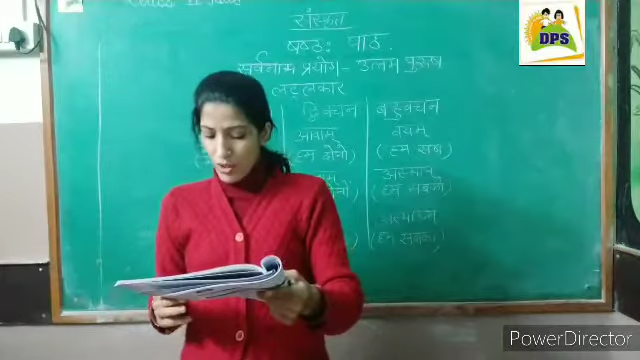 संस्कृत
षष्ठः पाठ.
सर्वनाम प्रयोग - उत्तम पुरुष
लट्लकार
द्विवचन बहुवचन
आवाम् वयम्
(हम दोनों) (हम सब)
अस्मान्
(हम सबको)
अस्माकम्
(हम सबका)
DPS
PowerDirector